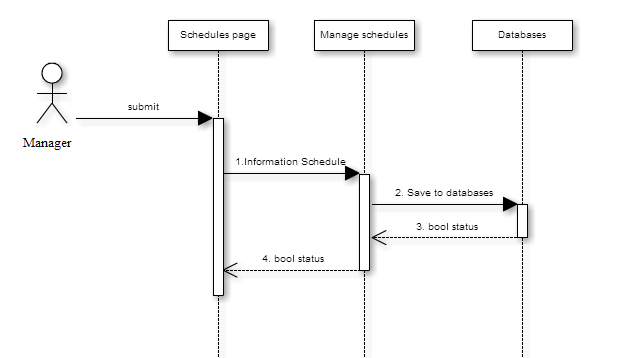 Schedules page
Manage schedules
Databases
submit
Manager
1.Information Schedule
2. Save to databases
3. bool status
4. bool status